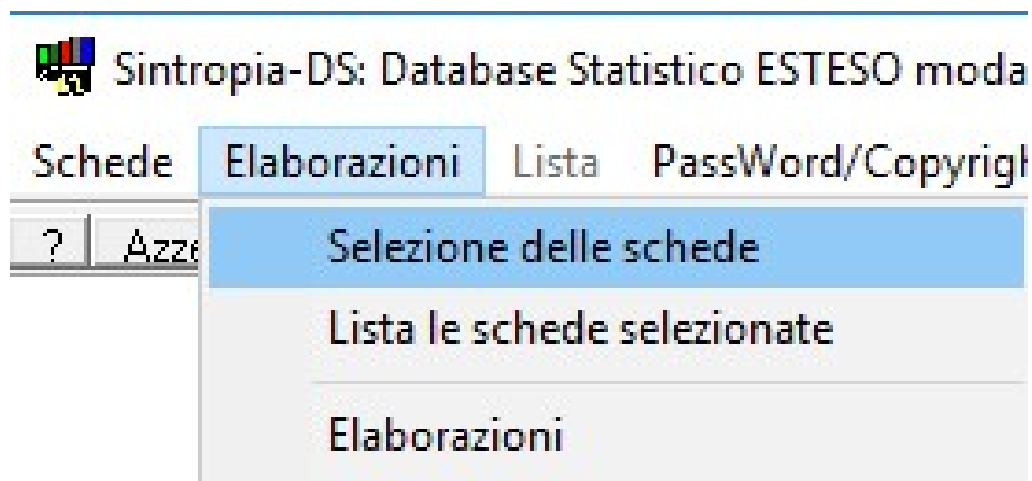 Sintropia-DS: Database Statistico ESTESO moda
Schede Elaborazioni Lista PassWord/Copyrigh
? Azze
Selezione delle schede
Lista le schede selezionate
Elaborazioni